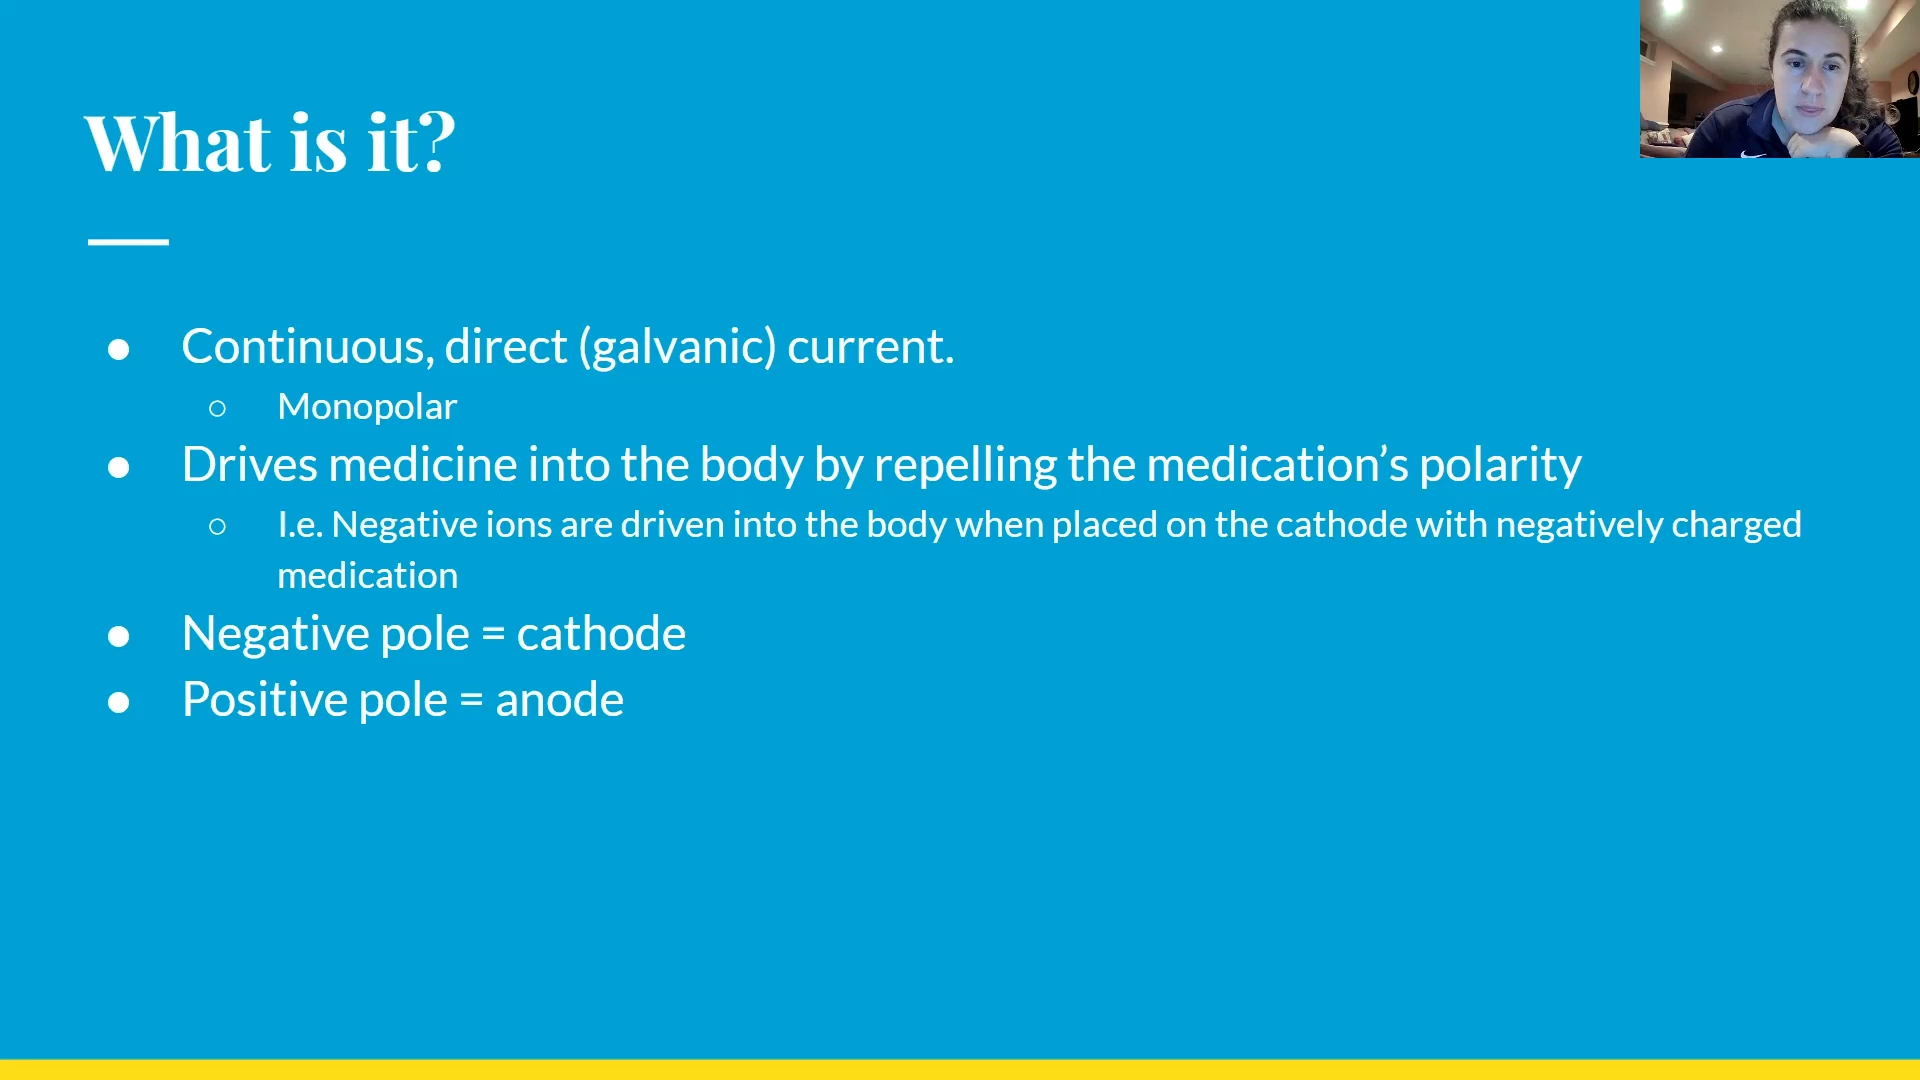 What is it?
● Continuous, direct (galvanic) current.
○ Monopolar
● Drives medicine into the body by repelling the medication’s polarity
○ I.e. Negative ions are driven into the body when placed on the cathode with negatively charged
medication
● Negative pole = cathode
● Positive pole = anode